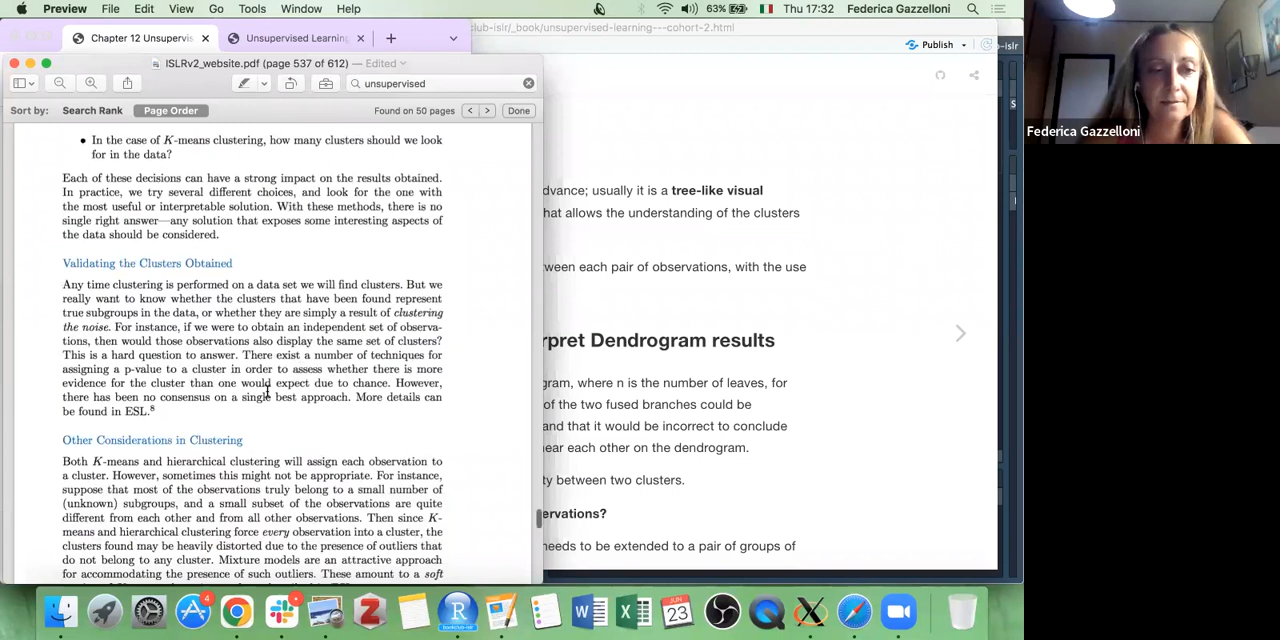 Preview File Edit View Go Tools Window Help 63% Thu 17:32 Federica Gazzelloni
Chapter 12 Unsupervis
Unsupervised Learning
club-islr/_book/unsupervised-learning---cohort-2.html
Publish
ISLRv2_website.pdf (page 537 of 612) — Edited
unsupervised
Sort by: Search Rank Page Order Found on 50 pages < > Done
• In the case of K-means clustering, how many clusters should we look
for in the data?
Each of these decisions can have a strong impact on the results obtained.
In practice, we try several different choices, and look for the one with
the most useful or interpretable solution. With these methods, there is no
single right answer—any solution that exposes some interesting aspects of
the data should be considered.
Validating the Clusters Obtained
Any time clustering is performed on a data set we will find clusters. But we
really want to know whether the clusters that have been found represent
true subgroups in the data, or whether they are simply a result of clustering
the noise. For instance, if we were to obtain an independent set of observa-
tions, then would those observations also display the same set of clusters?
This is a hard question to answer. There exist a number of techniques for
assigning a p-value to a cluster in order to assess whether there is more
evidence for the cluster than one would expect due to chance. However,
there has been no consensus on a single best approach. More details can
be found in ESL.8
Other Considerations in Clustering
Both K-means and hierarchical clustering will assign each observation to
a cluster. However, sometimes this might not be appropriate. For instance,
suppose that most of the observations truly belong to a small number of
(unknown) subgroups, and a small subset of the observations are quite
different from each other and from all other observations. Then since K-
means and hierarchical clustering force every observation into a cluster, the
clusters found may be heavily distorted due to the presence of outliers that
do not belong to any cluster. Mixture models are an attractive approach
for accommodating the presence of such outliers. These amount to a soft
dvance; usually it is a tree-like visual
hat allows the understanding of the clusters
tween each pair of observations, with the use
rpret Dendrogram results
gram, where n is the number of leaves, for
of the two fused branches could be
and that it would be incorrect to conclude
near each other on the dendrogram.
ty between two clusters.
ervations?
needs to be extended to a pair of groups of
Federica Gazzelloni
4
JUN
23